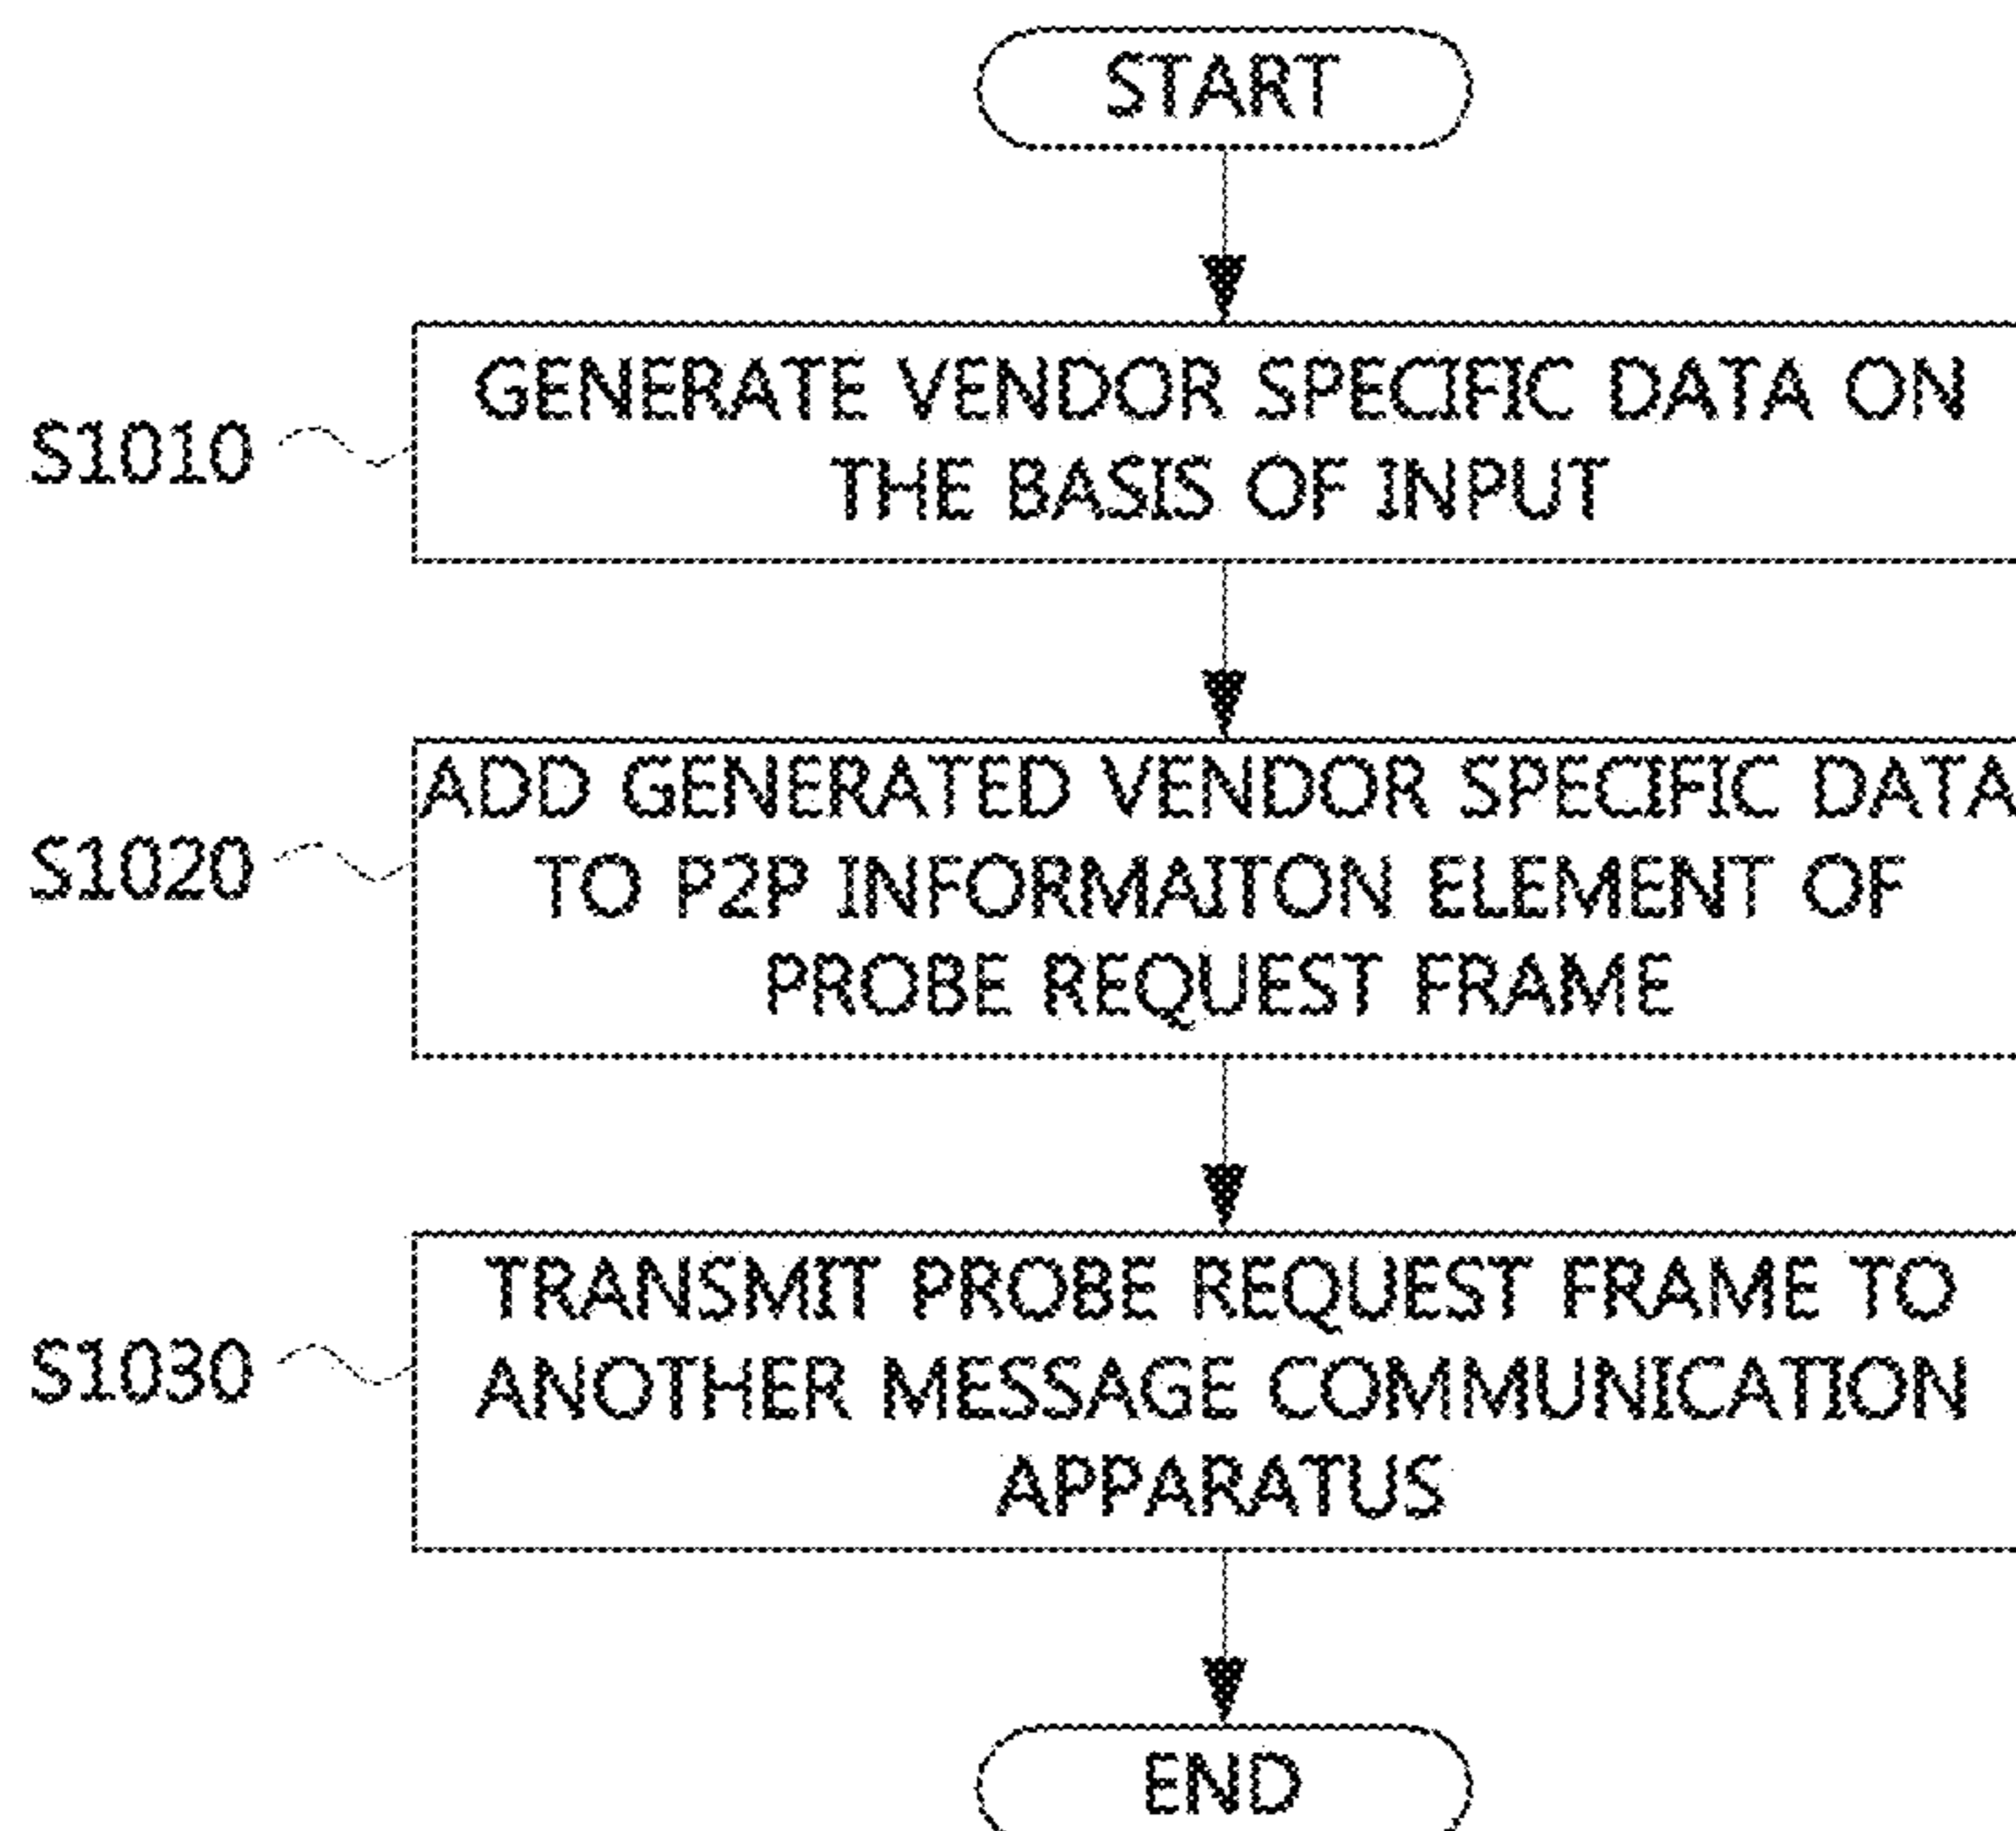 START
S1010
GENERATE VENDOR SPECIFIC DATA ON
THE BASIS OF INPUT
S1020
ADD GENERATED VENDOR SPECIFIC DATA
TO P2P INFORMAITON ELEMENT OF
PROBE REQUEST FRAME
S1030
TRANSMIT PROBE REQUEST FRAME TO
ANOTHER MESSAGE COMMUNICATION
APPARATUS
END